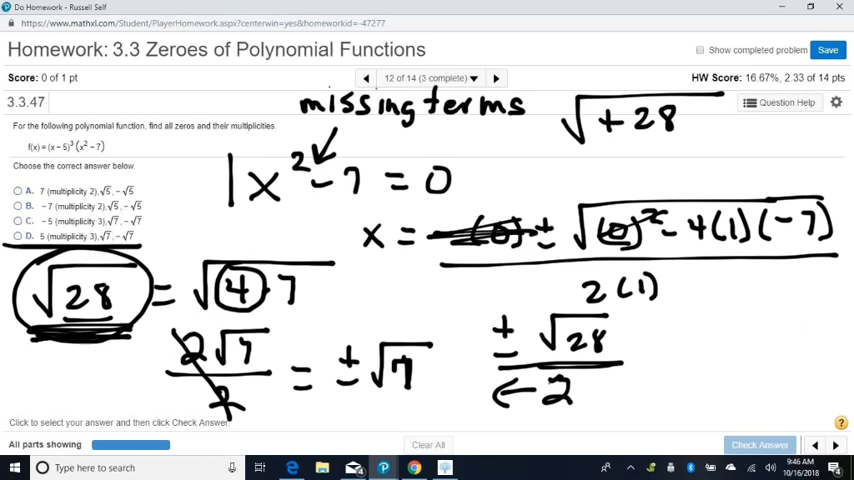 Do Homework - Russell Self
https://www.mathxl.com/Student/PlayerHomework.aspx?centerwin=yes&homeworkid=-47277
Homework: 3.3 Zeroes of Polynomial Functions
Show completed problem
Save
Score: 0 of 1 pt
12 of 14 (3 complete)
HW Score: 16.67%, 2.33 of 14 pts
3.3.47
missing terms
√+28
Question Help
For the following polynomial function, find all zeros and their multiplicities.
f(x) = (x − 5)³ (x² − 7)
Choose the correct answer below.
A. 7 (multiplicity 2), √5, − √5
B. − 7 (multiplicity 2), √5, − √5
C. − 5 (multiplicity 3), √7, − √7
D. 5 (multiplicity 3), √7, − √7
1x² − 7 = 0
x = −(0) ± √(0)² − 4(1)(−7)
2(1)
√28 = √4·7
2√7
2
= ±√7
± √28
2
Click to select your answer and then click Check Answer.
All parts showing
Clear All
Check Answer
Type here to search
9:46 AM
10/16/2018